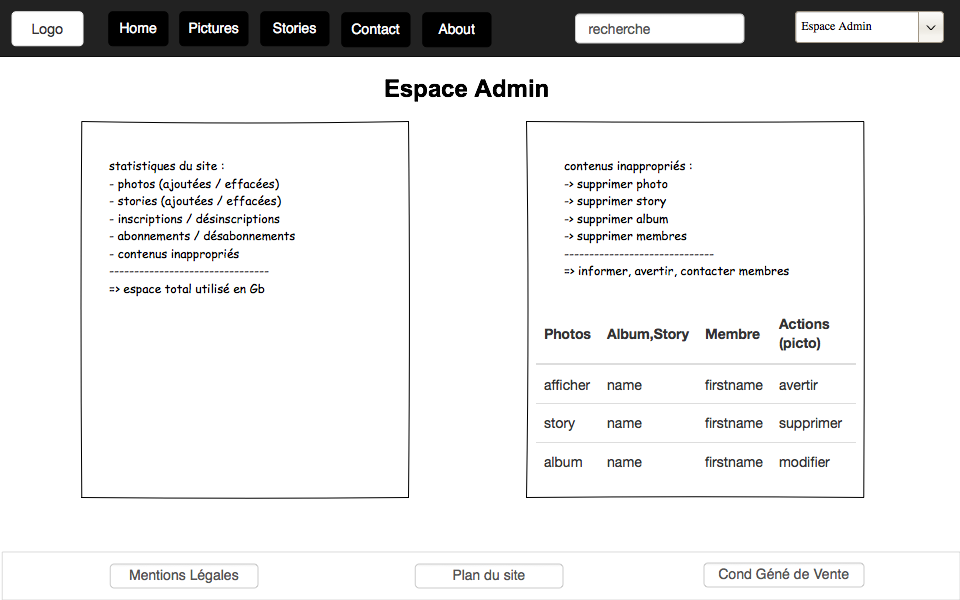 Logo
Home
Pictures
Stories
Contact
About
recherche
Espace Admin
Espace Admin
statistiques du site :
- photos (ajoutées / effacées)
- stories (ajoutées / effacées)
- inscriptions / désinscriptions
- abonnements / désabonnements
- contenus inappropriés
--------------------------------
=> espace total utilisé en Gb
contenus inappropriés :
-> supprimer photo
-> supprimer story
-> supprimer album
-> supprimer membres
------------------------------
=> informer, avertir, contacter membres
Photos Album,Story Membre Actions (picto)
afficher name firstname avertir
story name firstname supprimer
album name firstname modifier
Mentions Légales
Plan du site
Cond Géné de Vente